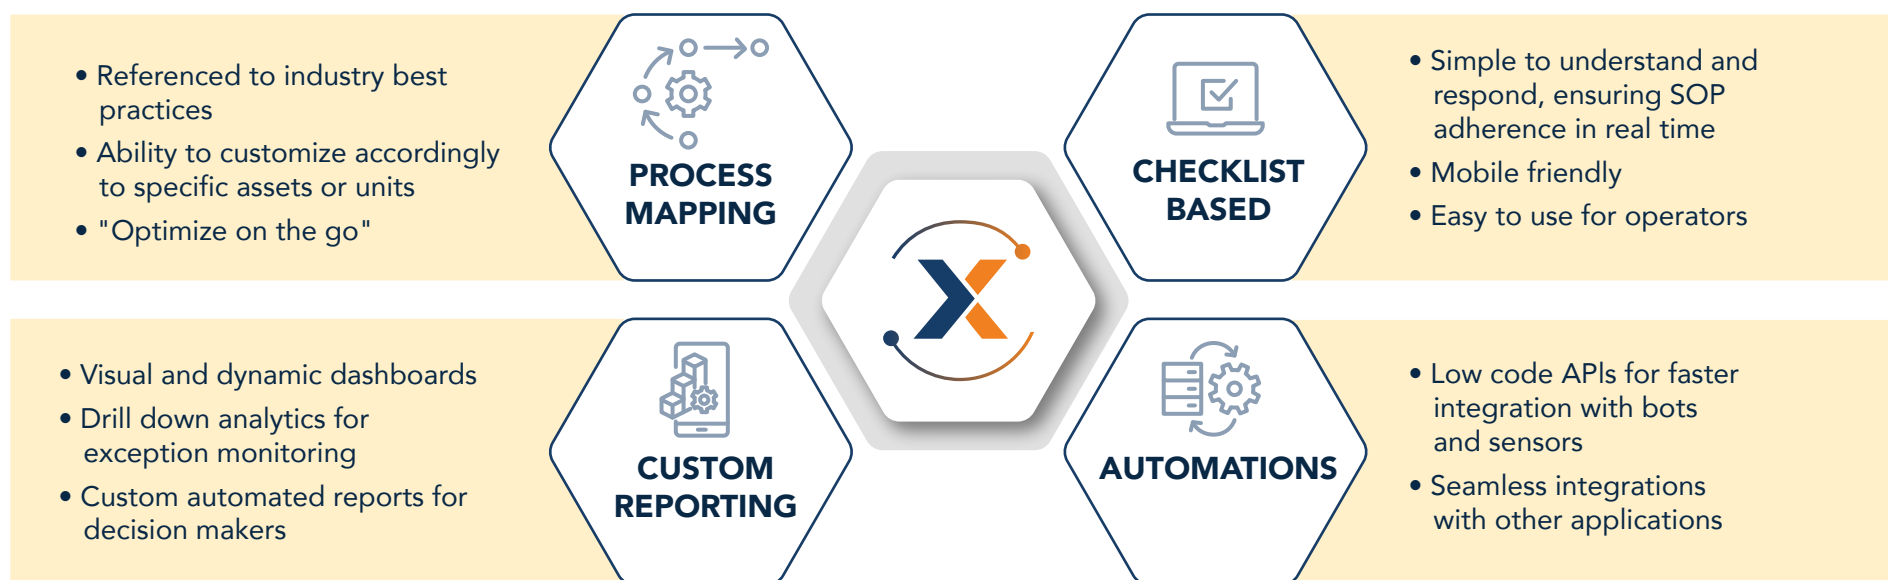 • Referenced to industry best
practices
• Ability to customize accordingly
to specific assets or units
• "Optimize on the go"
PROCESS
MAPPING
CHECKLIST
BASED
• Simple to understand and
respond, ensuring SOP
adherence in real time
• Mobile friendly
• Easy to use for operators
• Visual and dynamic dashboards
• Drill down analytics for
exception monitoring
• Custom automated reports for
decision makers
CUSTOM
REPORTING
AUTOMATIONS
• Low code APIs for faster
integration with bots
and sensors
• Seamless integrations
with other applications